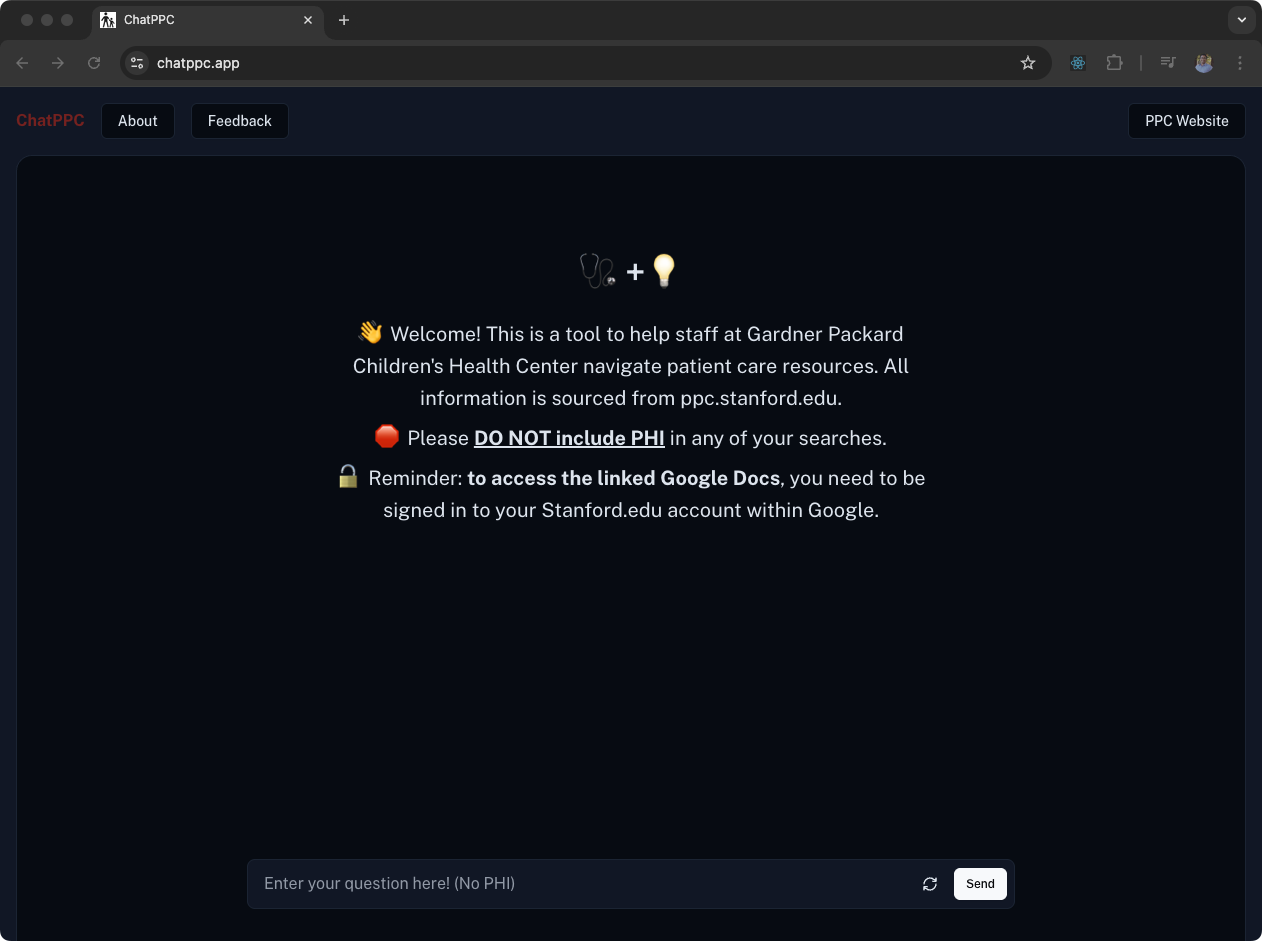 ChatPPC
chatppc.app
ChatPPC
About
Feedback
PPC Website
👋 Welcome! This is a tool to help staff at Gardner Packard
Children's Health Center navigate patient care resources. All
information is sourced from ppc.stanford.edu.
🛑 Please DO NOT include PHI in any of your searches.
🔓 Reminder: to access the linked Google Docs, you need to be
signed in to your Stanford.edu account within Google.
Enter your question here! (No PHI)
Send